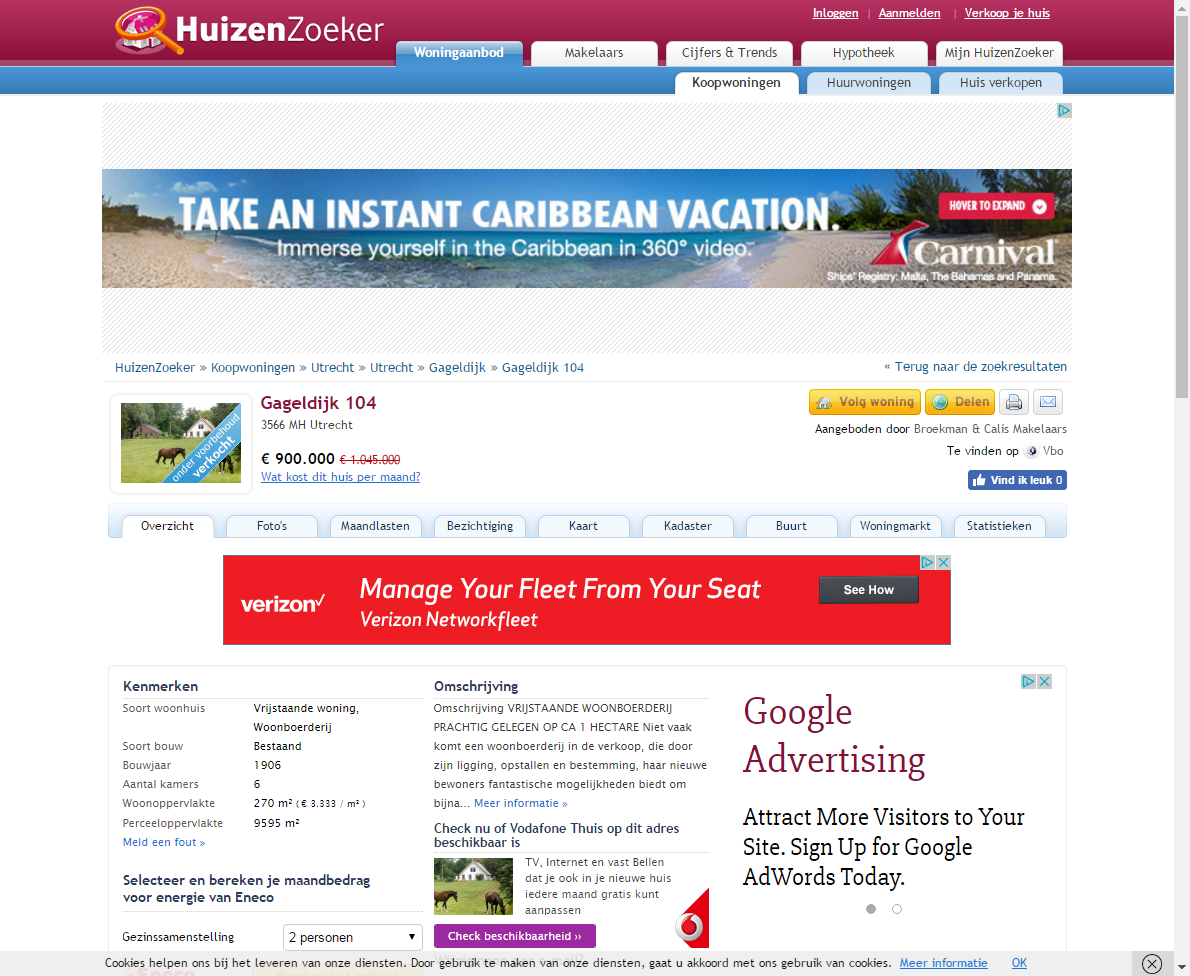 HuizenZoeker
Inloggen | Aanmelden | Verkoop je huis
Woningaanbod
Makelaars
Cijfers & Trends
Hypotheek
Mijn HuizenZoeker
Koopwoningen
Huurwoningen
Huis verkopen
TAKE AN INSTANT CARIBBEAN VACATION.
Immerse yourself in the Caribbean in 360° video.
HOVER TO EXPAND
Carnival
Ships' Registry: Malta, The Bahamas and Panama.
HuizenZoeker » Koopwoningen » Utrecht » Utrecht » Gageldijk » Gageldijk 104
« Terug naar de zoekresultaten
onder voorbehoud
verkocht
Gageldijk 104
3566 MH Utrecht
€ 900.000 € 1.045.000
Wat kost dit huis per maand?
Volg woning
Delen
Aangeboden door Broekman & Calis Makelaars
Te vinden op Vbo
Vind ik leuk 0
Overzicht
Foto's
Maandlasten
Bezichtiging
Kaart
Kadaster
Buurt
Woningmarkt
Statistieken
verizon✓
Manage Your Fleet From Your Seat
Verizon Networkfleet
See How
Kenmerken
Soort woonhuis Vrijstaande woning,
Woonboerderij
Soort bouw Bestaand
Bouwjaar 1906
Aantal kamers 6
Woonoppervlakte 270 m² ( € 3.333 / m² )
Perceeloppervlakte 9595 m²
Meld een fout »
Selecteer en bereken je maandbedrag
voor energie van Eneco
Gezinssamenstelling 2 personen
Omschrijving
Omschrijving VRIJSTAANDE WOONBOERDERIJ
PRACHTIG GELEGEN OP CA 1 HECTARE Niet vaak
komt een woonboerderij in de verkoop, die door
zijn ligging, opstallen en bestemming, haar nieuwe
bewoners fantastische mogelijkheden biedt om
bijna... Meer informatie »
Check nu of Vodafone Thuis op dit adres
beschikbaar is
TV, Internet en vast Bellen
dat je ook in je nieuwe huis
iedere maand gratis kunt
aanpassen
Check beschikbaarheid ››
Google
Advertising
Attract More Visitors to Your
Site. Sign Up for Google
AdWords Today.
Cookies helpen ons bij het leveren van onze diensten. Door gebruik te maken van onze diensten, gaat u akkoord met ons gebruik van cookies. Meer informatie OK